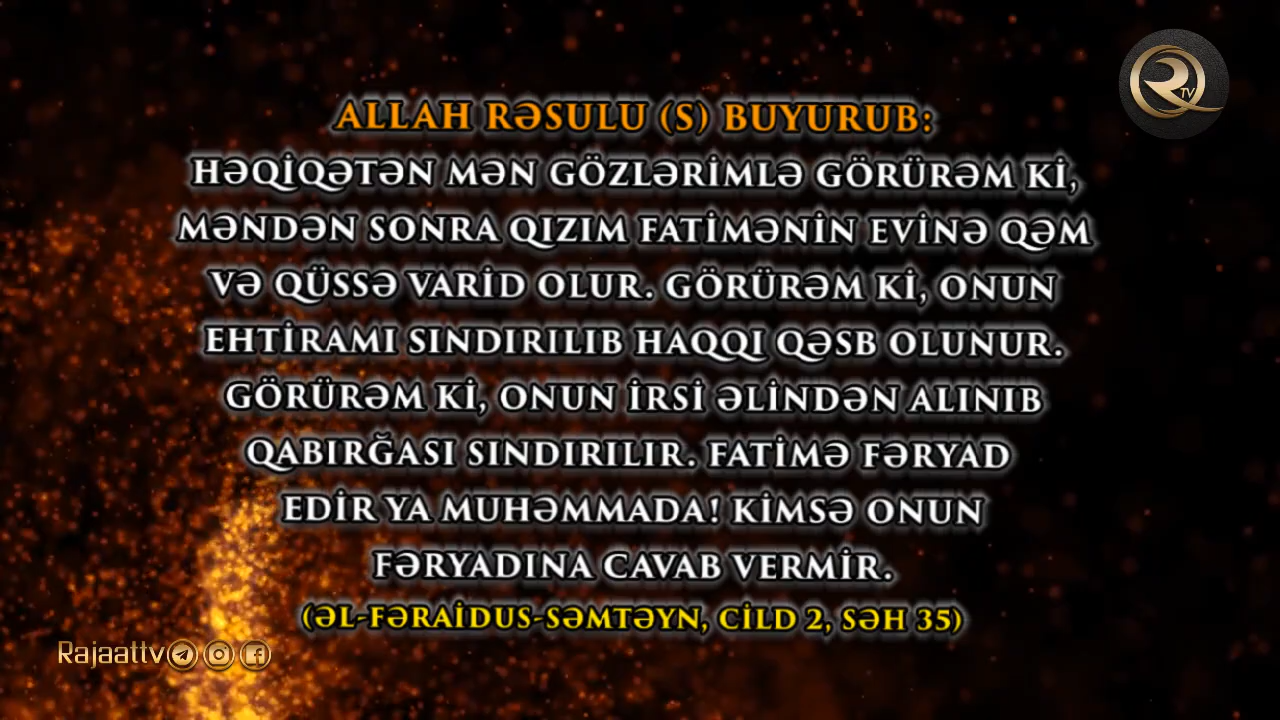 ALLAH RƏSULU (S) BUYURUB:
HƏQİQƏTƏN MƏN GÖZLƏRİMLƏ GÖRÜRƏM Kİ,
MƏNDƏN SONRA QIZIM FATİMƏNİN EVİNƏ QƏM
VƏ QÜSSƏ VARİD OLUR. GÖRÜRƏM Kİ, ONUN
EHTİRAMI SINDIRILIB HAQQI QƏSB OLUNUR.
GÖRÜRƏM Kİ, ONUN İRSİ ƏLİNDƏN ALINIB
QABIRĞASI SINDIRILIR. FATİMƏ FƏRYAD
EDİR YA MUHƏMMADA! KİMSƏ ONUN
FƏRYADINA CAVAB VERMİR.
(ƏL-FƏRAİDUS-SƏMTƏYN, CİLD 2, SƏH 35)
Rajaattv
R TV